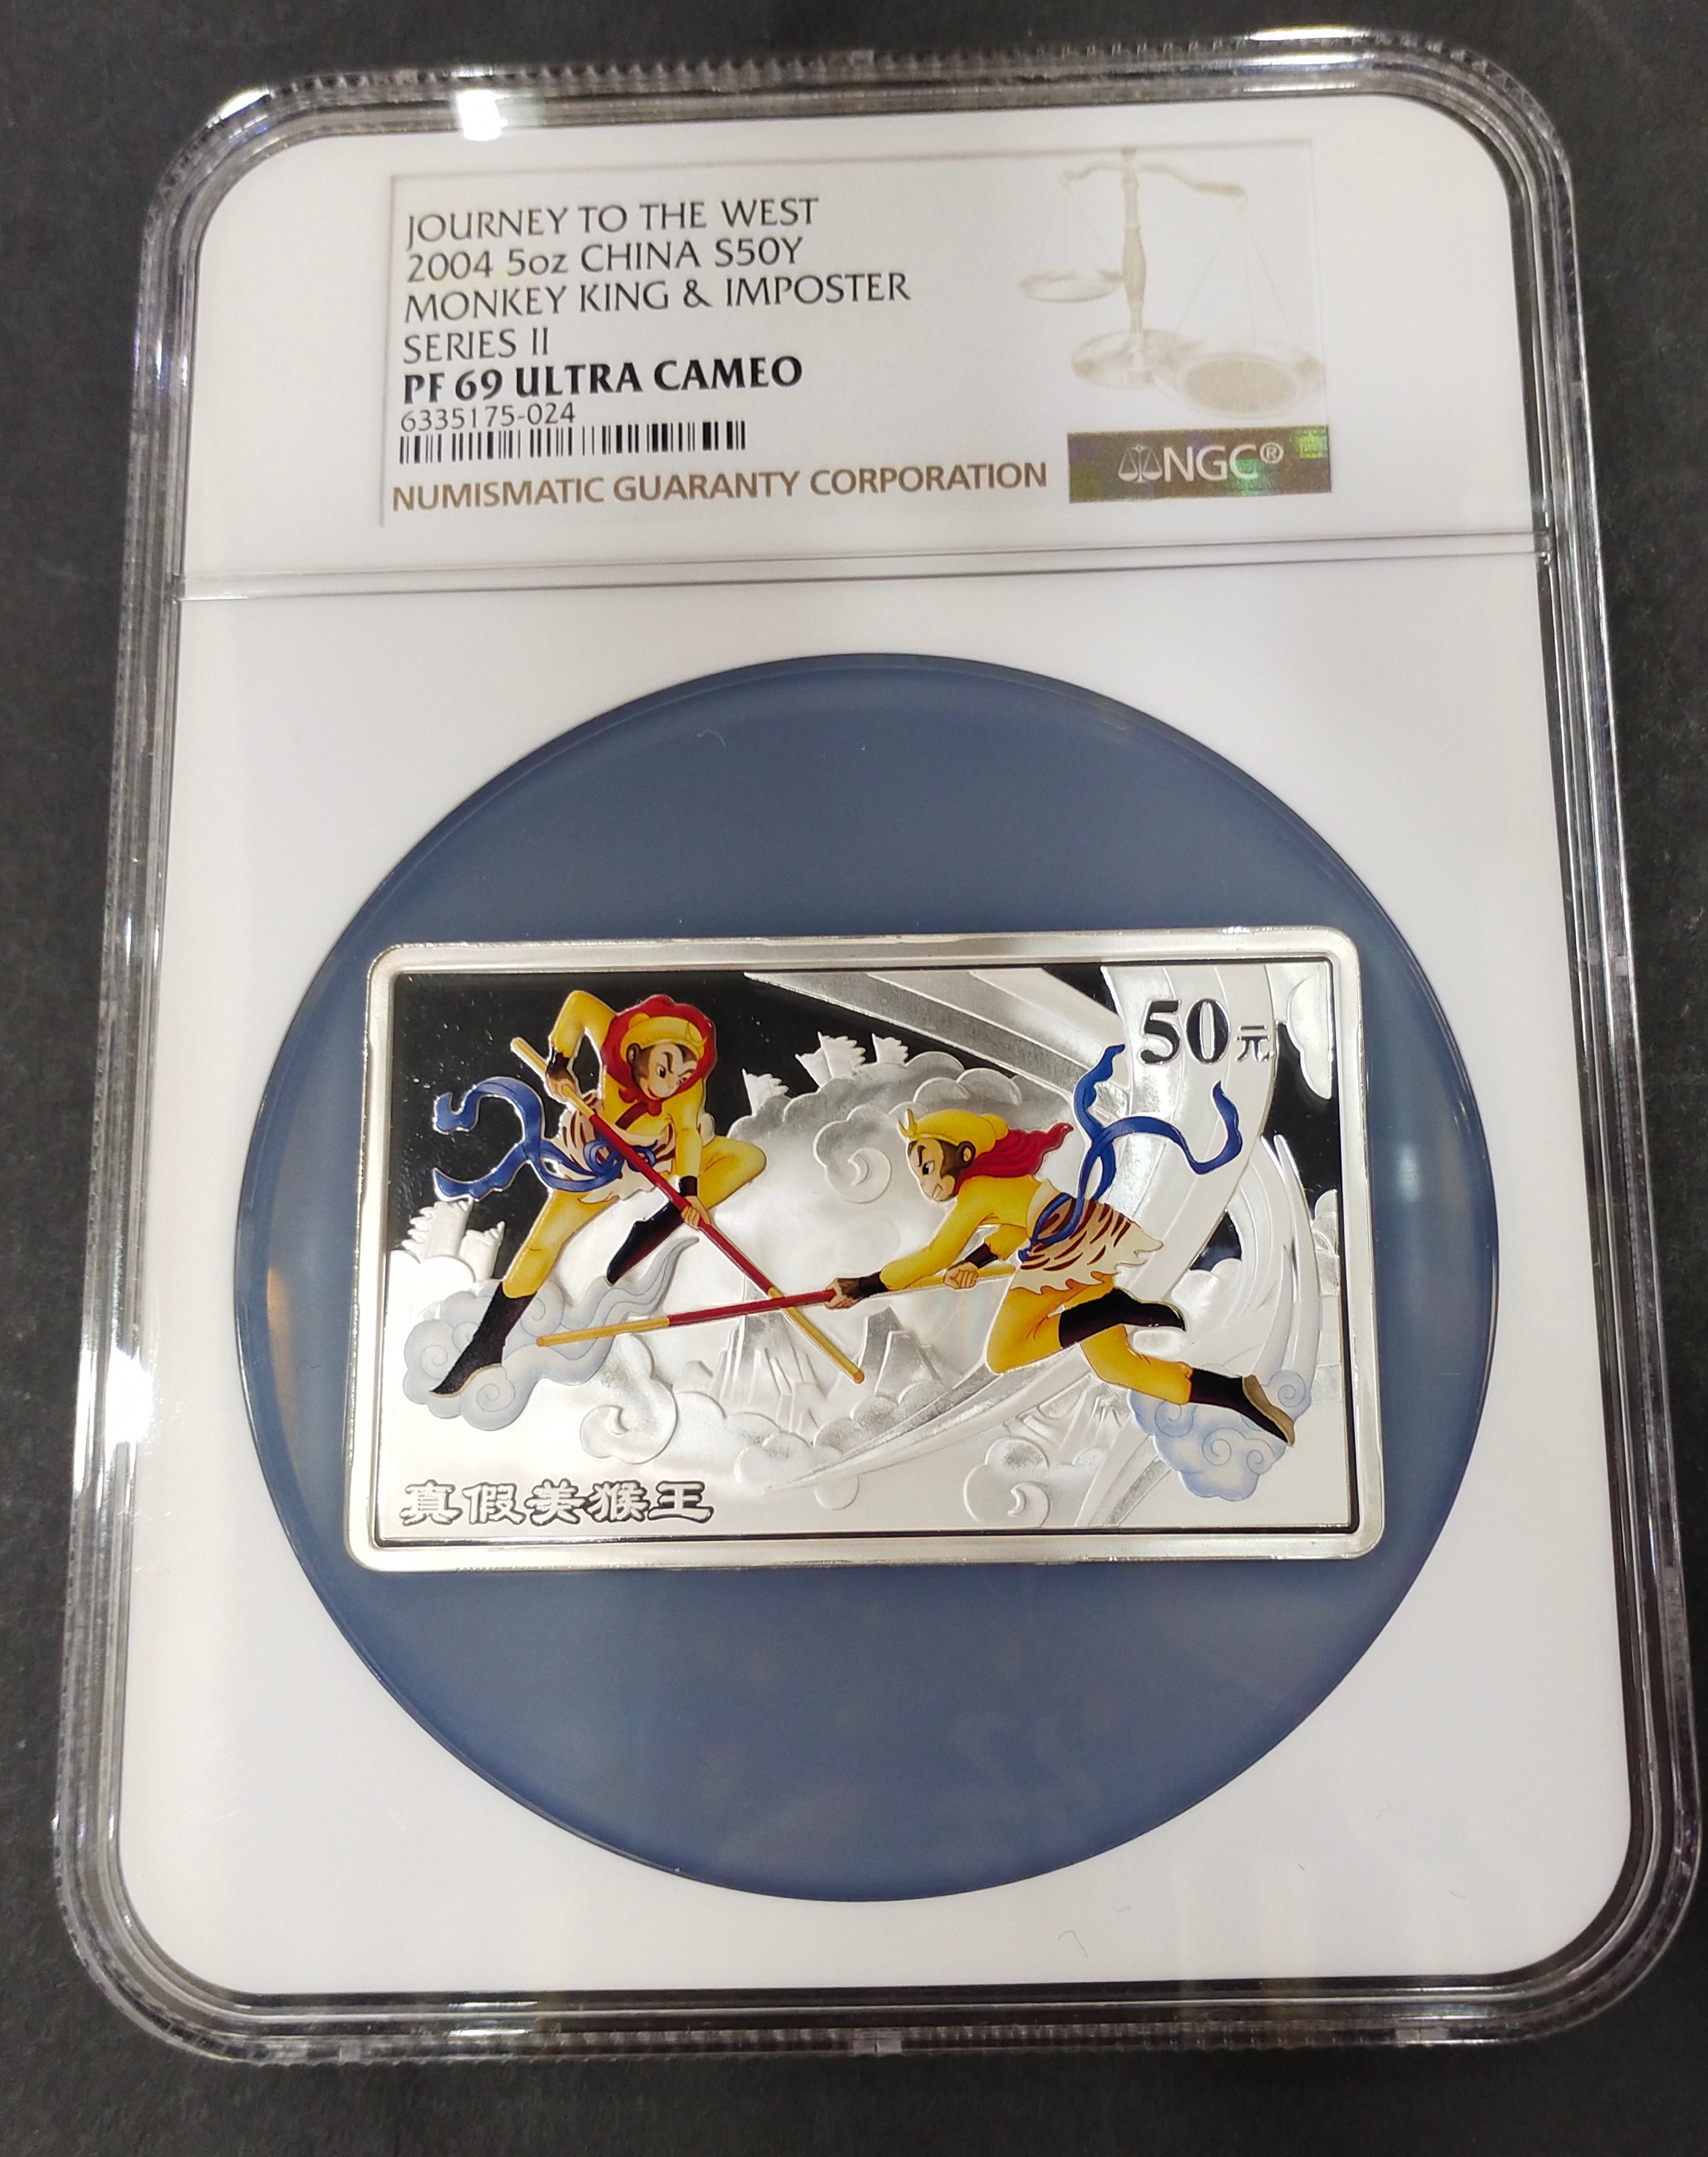 JOURNEY TO THE WEST
2004 5oz CHINA S50Y
MONKEY KING & IMPOSTER
SERIES II
PF 69 ULTRA CAMEO
6335175-024
NUMISMATIC GUARANTY CORPORATION
NGC®
50元
真假美猴王